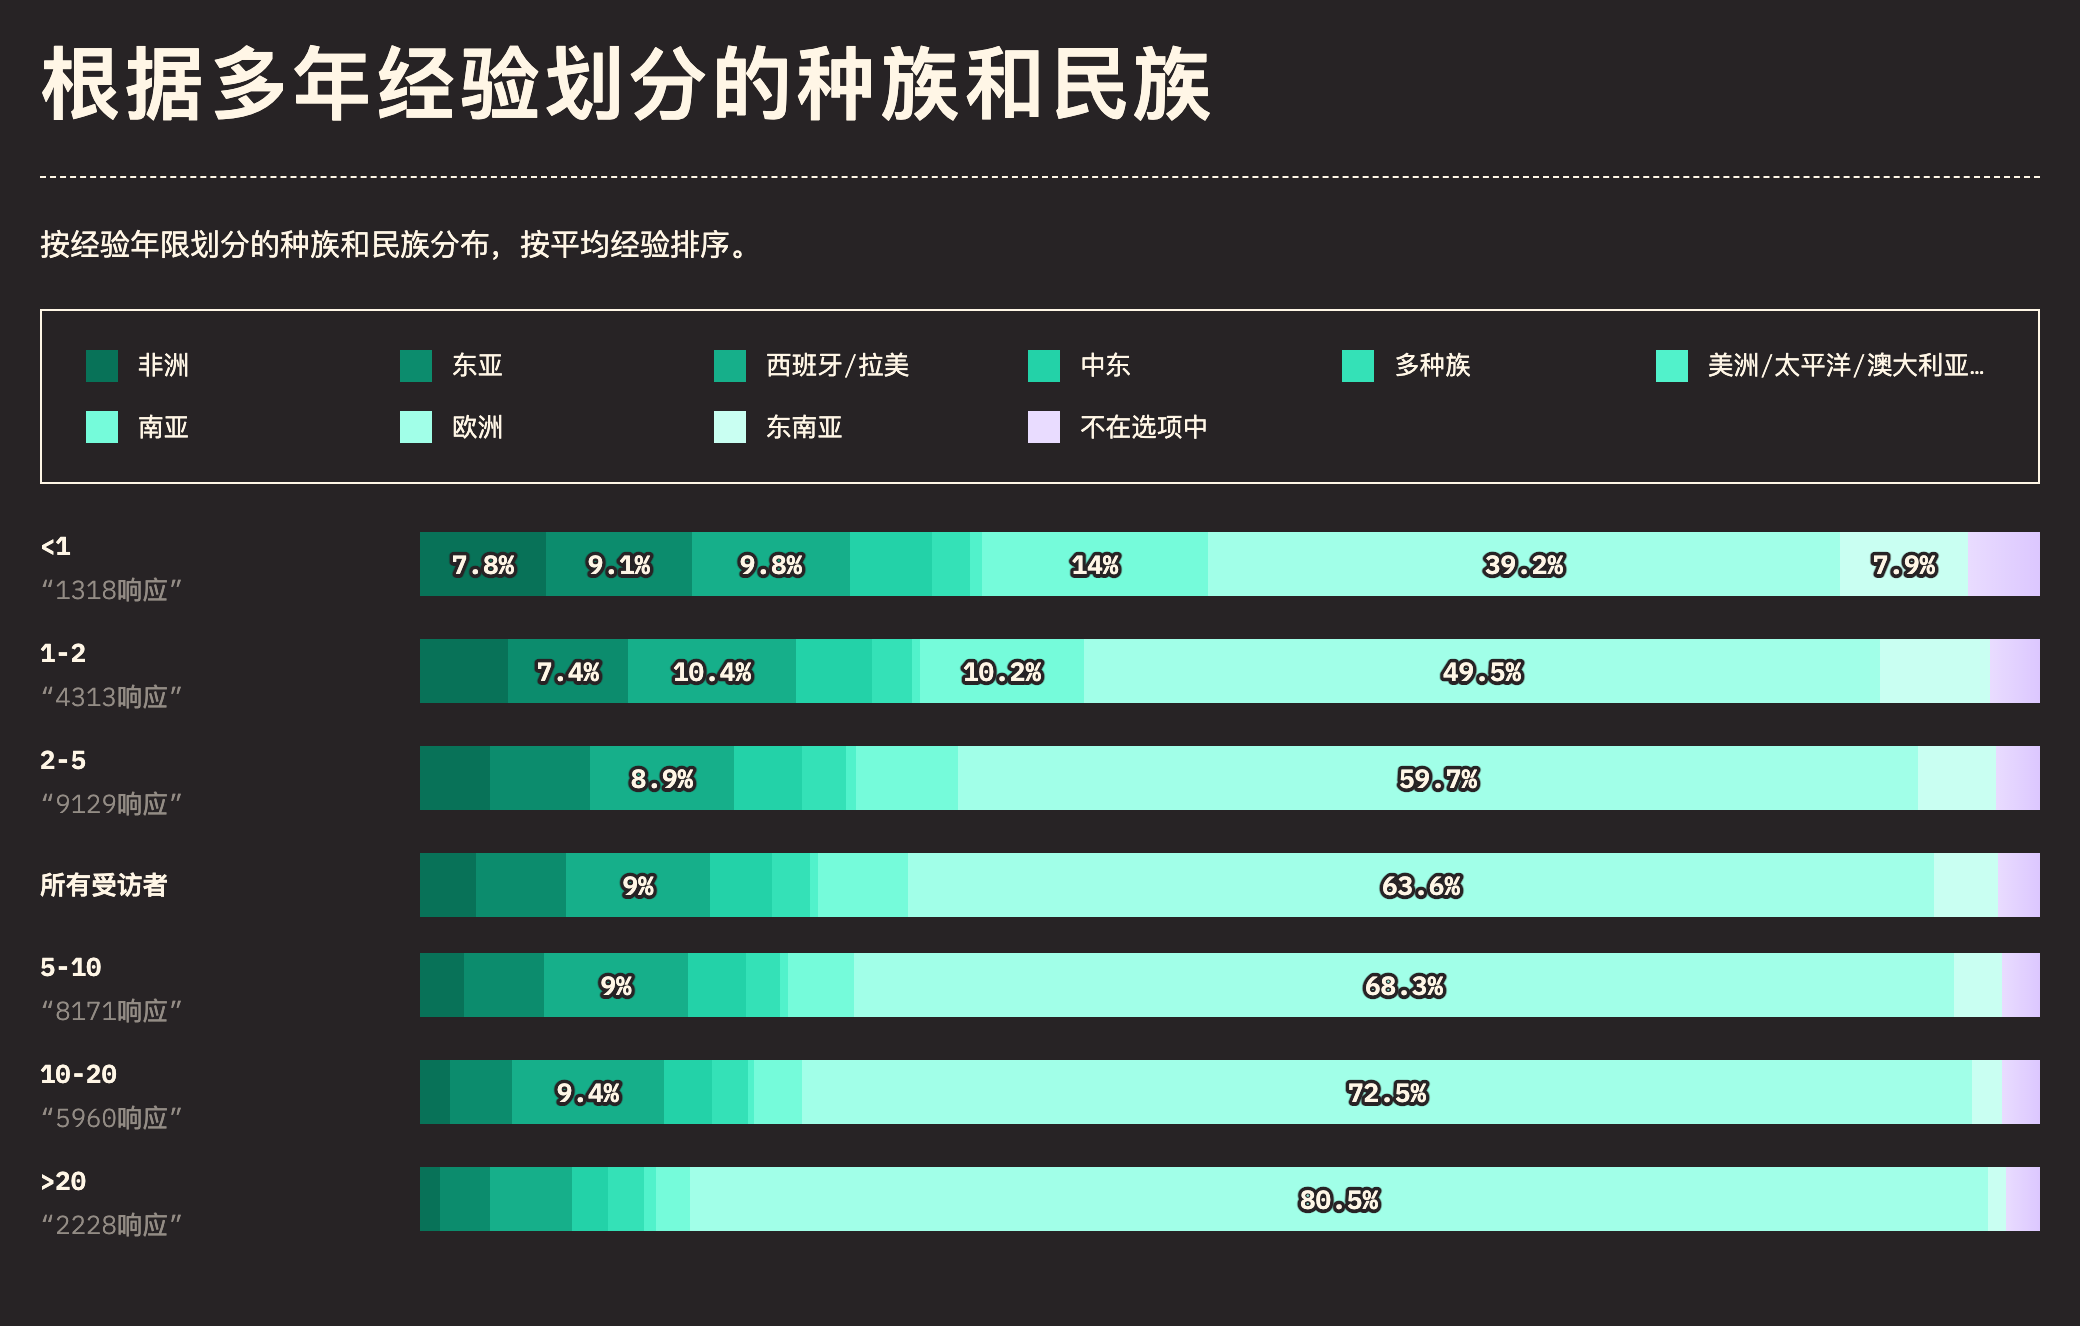 根据多年经验划分的种族和民族
按经验年限划分的种族和民族分布，按平均经验排序。
非洲 东亚 西班牙/拉美 中东 多种族 美洲/太平洋/澳大利亚…
南亚 欧洲 东南亚 不在选项中
<1
7.8% 9.1% 9.8% 14% 39.2% 7.9%
“1318响应”
1-2
7.4% 10.4% 10.2% 49.5%
“4313响应”
2-5
8.9% 59.7%
“9129响应”
所有受访者 9% 63.6%
5-10
9% 68.3%
“8171响应”
10-20
9.4% 72.5%
“5960响应”
>20
80.5%
“2228响应”